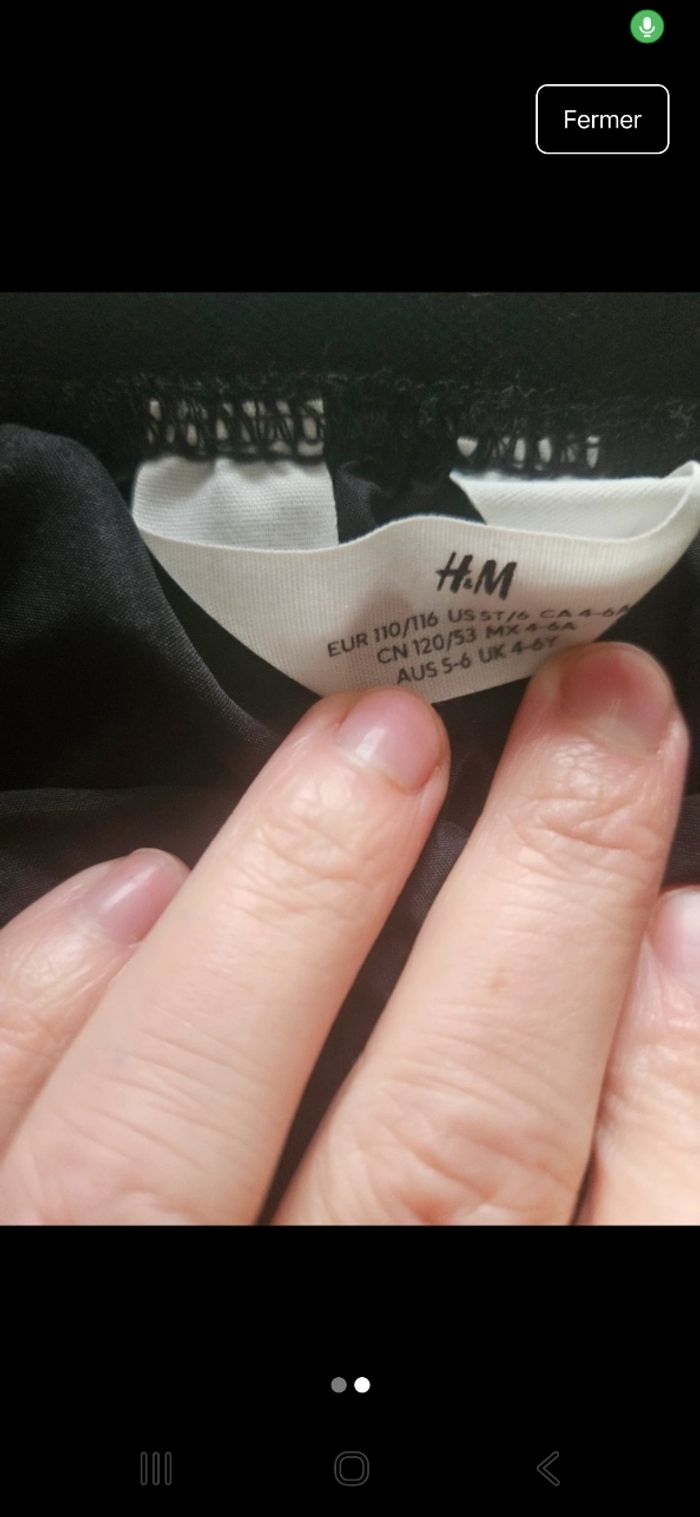 Fermer
H&M
EUR 110/116 US 5T/6 CA 4-6A
CN 120/53 MX 4-6A
AUS 5-6 UK 4-6Y